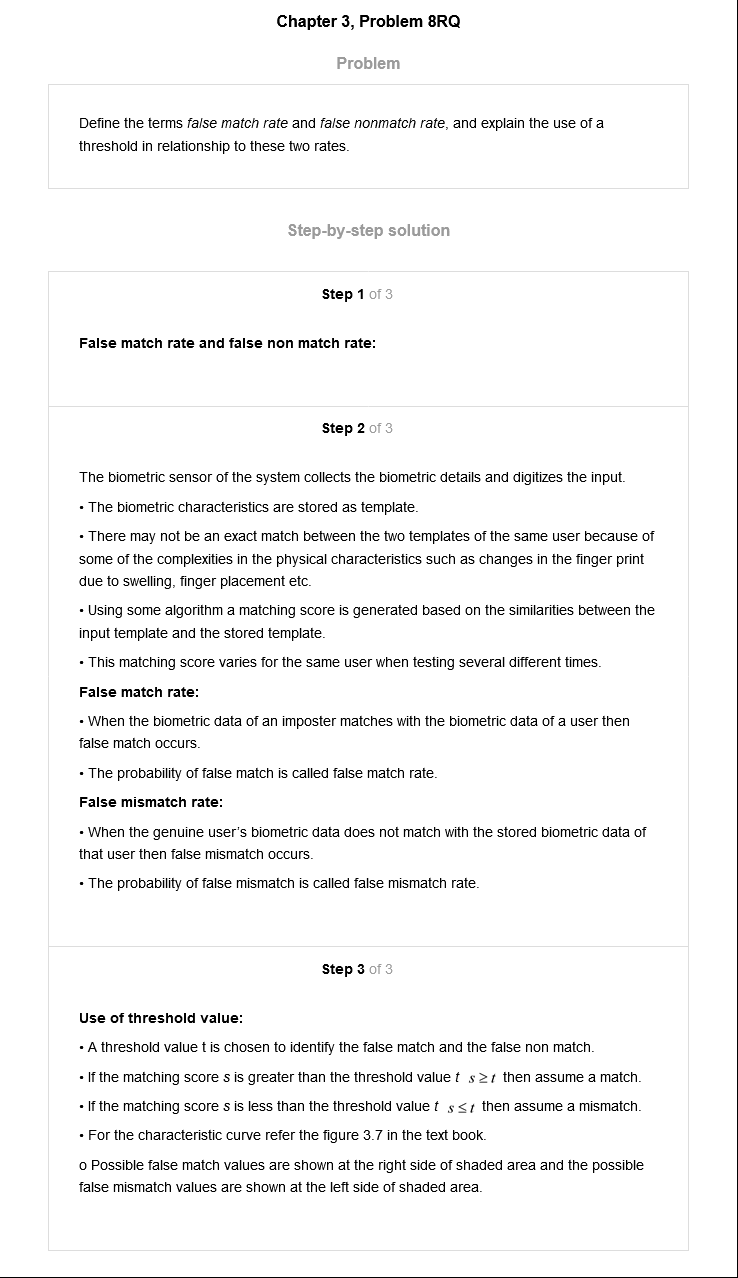 Chapter 3, Problem 8RQ
Problem
Define the terms false match rate and false nonmatch rate, and explain the use of a
threshold in relationship to these two rates.
Step-by-step solution
Step 1 of 3
False match rate and false non match rate:
Step 2 of 3
The biometric sensor of the system collects the biometric details and digitizes the input.
• The biometric characteristics are stored as template.
• There may not be an exact match between the two templates of the same user because of
some of the complexities in the physical characteristics such as changes in the finger print
due to swelling, finger placement etc.
• Using some algorithm a matching score is generated based on the similarities between the
input template and the stored template.
• This matching score varies for the same user when testing several different times.
False match rate:
• When the biometric data of an imposter matches with the biometric data of a user then
false match occurs.
• The probability of false match is called false match rate.
False mismatch rate:
• When the genuine user's biometric data does not match with the stored biometric data of
that user then false mismatch occurs.
• The probability of false mismatch is called false mismatch rate.
Step 3 of 3
Use of threshold value:
• A threshold value t is chosen to identify the false match and the false non match.
• If the matching score s is greater than the threshold value t s ≥ t then assume a match.
• If the matching score s is less than the threshold value t s ≤ t then assume a mismatch.
• For the characteristic curve refer the figure 3.7 in the text book.
o Possible false match values are shown at the right side of shaded area and the possible
false mismatch values are shown at the left side of shaded area.